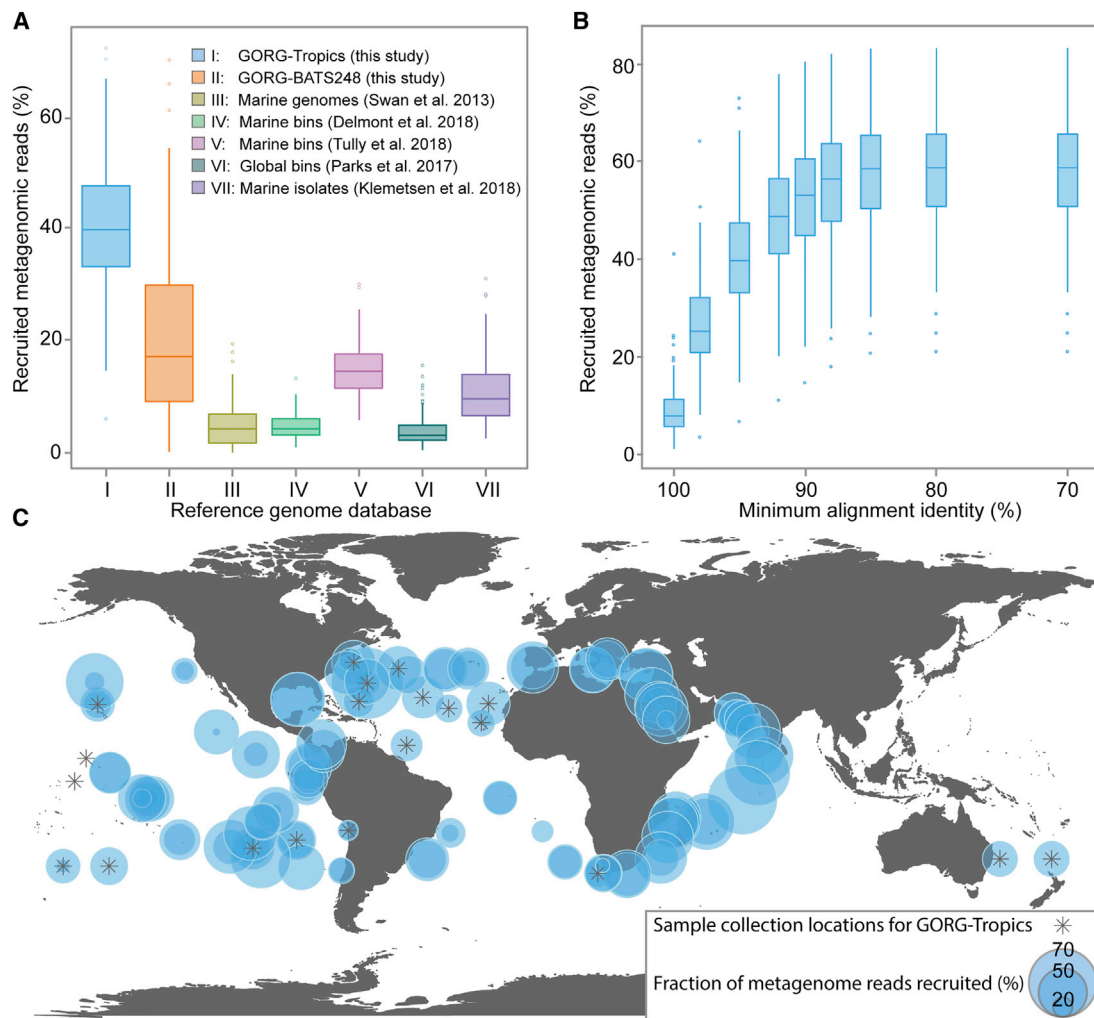 A
Recruited metagenomic reads (%)
60
40
20
0
I: GORG-Tropics (this study)
II: GORG-BATS248 (this study)
III: Marine genomes (Swan et al. 2013)
IV: Marine bins (Delmont et al. 2018)
V: Marine bins (Tully et al. 2018)
VI: Global bins (Parks et al. 2017)
VII: Marine isolates (Klemetsen et al. 2018)
I II III IV V VI VII
Reference genome database
B
Recruited metagenomic reads (%)
80
60
40
20
0
100 90 80 70
Minimum alignment identity (%)
C
Sample collection locations for GORG-Tropics
Fraction of metagenome reads recruited (%)
70
50
20